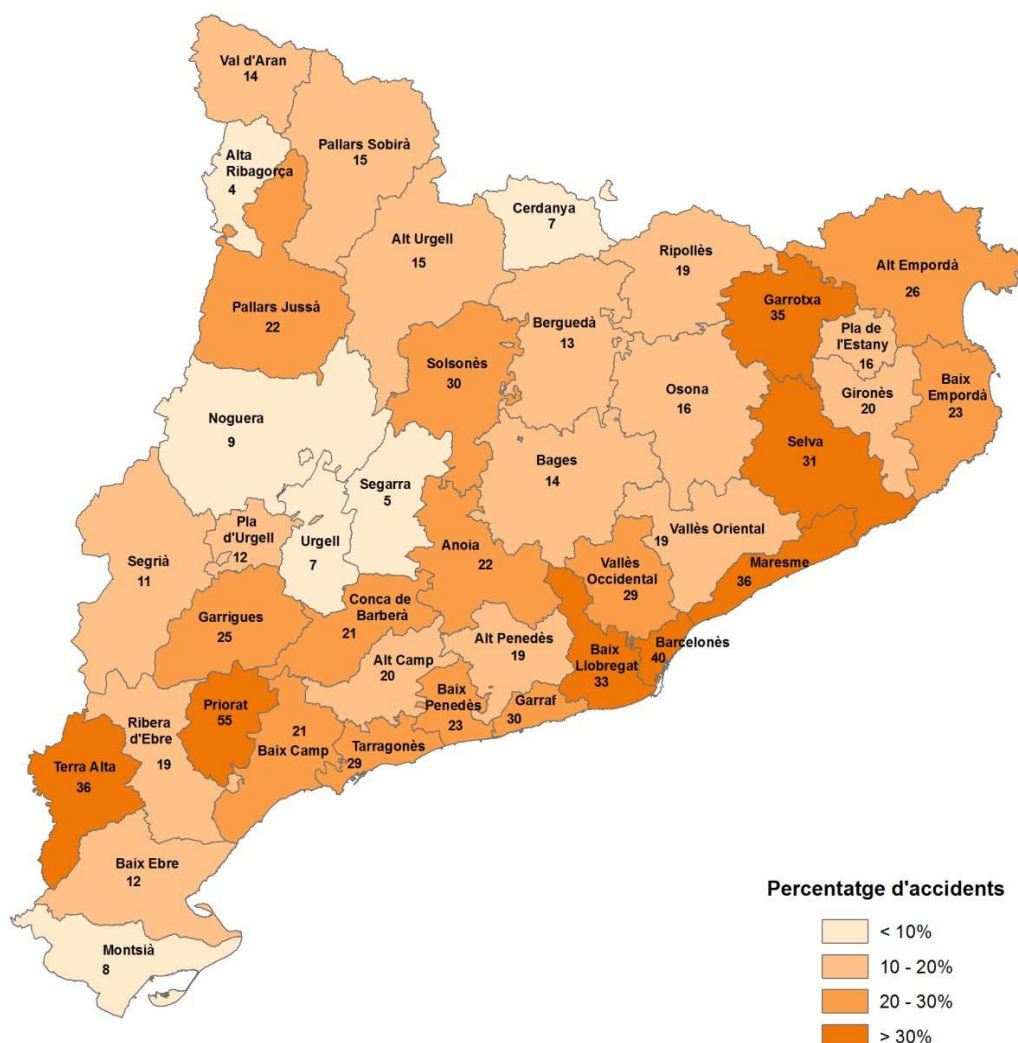 Val d'Aran
14
Pallars Sobirà
15
Alta
Ribagorça
4
Cerdanya
7
Alt Urgell
15
Ripollès
19
Alt Empordà
26
Garrotxa
35
Pallars Jussà
22
Berguedà
13
Pla de
l'Estany
16
Solsonès
30
Osona
16
Gironès
20
Baix
Empordà
23
Noguera
9
Selva
31
Bages
14
Segarra
5
Pla
d'Urgell
12
Urgell
7
Anoia
22
Vallès Oriental
19
Segrià
11
Vallès
Occidental
29
Maresme
36
Garrigues
25
Conca de
Barberà
21
Alt Penedès
19
Baix
Llobregat
33
Barcelonès
40
Alt Camp
20
Baix
Penedès
23
Garraf
30
Priorat
55
Ribera
d'Ebre
19
21
Baix Camp
Tarragonès
29
Terra Alta
36
Baix Ebre
12
Montsià
8
Percentatge d'accidents
< 10%
10 - 20%
20 - 30%
> 30%